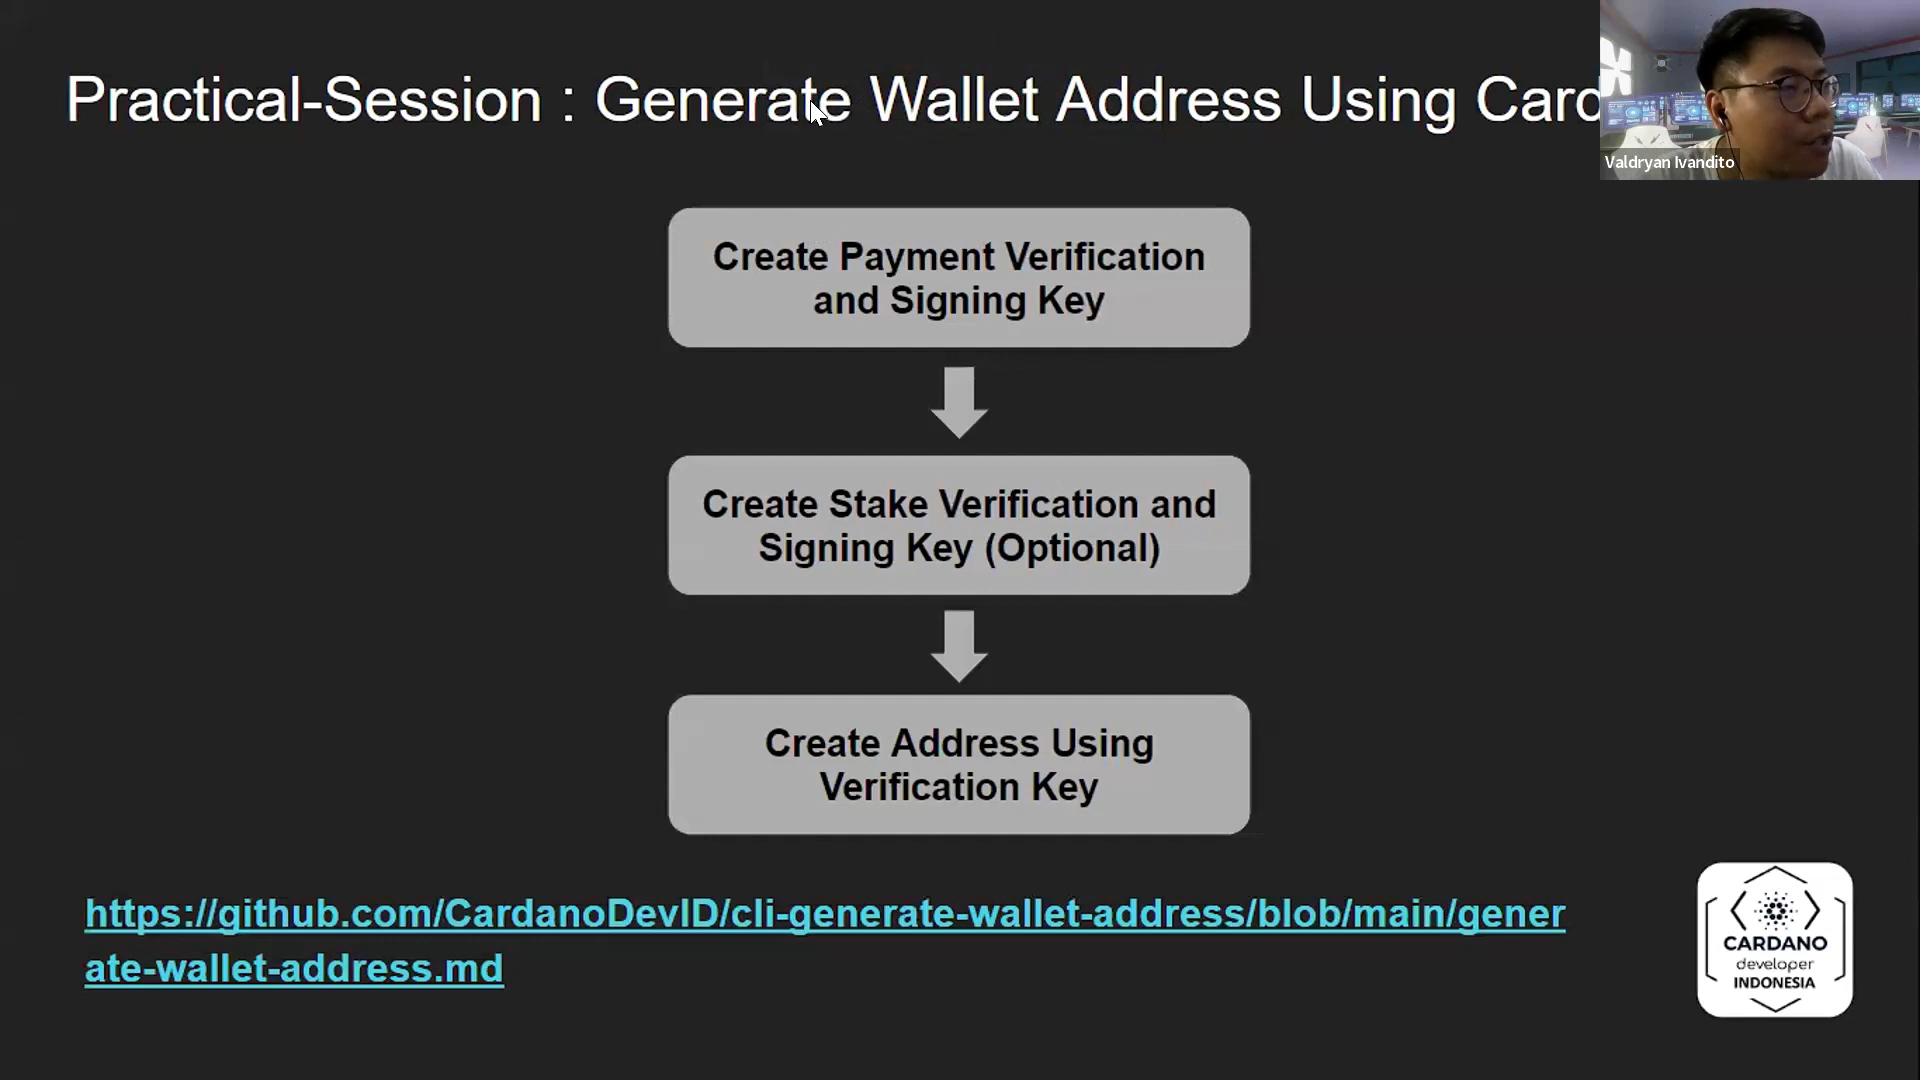 Practical-Session : Generate Wallet Address Using Card
Valdryan Ivandito
Create Payment Verification
and Signing Key
Create Stake Verification and
Signing Key (Optional)
Create Address Using
Verification Key
https://github.com/CardanoDevID/cli-generate-wallet-address/blob/main/gener
ate-wallet-address.md
CARDANO
developer
INDONESIA